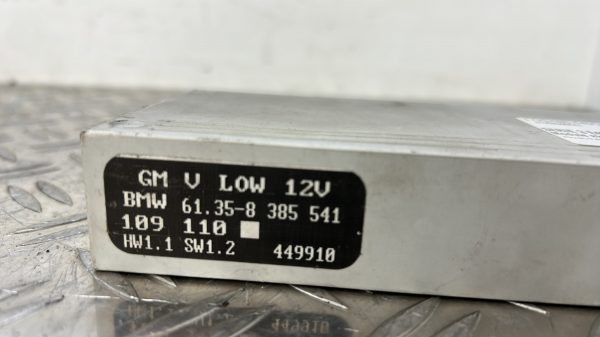 GM V LOW 12V
BMW 61.35-8 385 541
109 110
HW1.1 SW1.2 449910